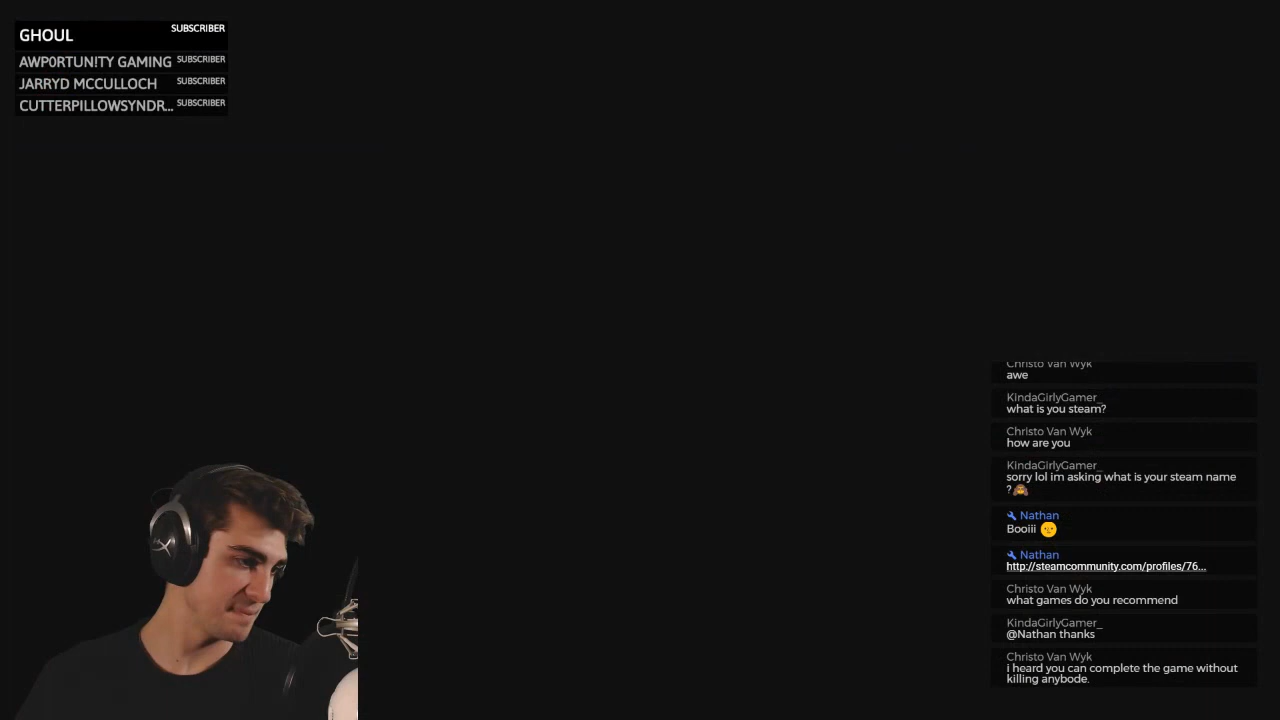 GHOUL SUBSCRIBER
AWP0RTUN!TY GAMING SUBSCRIBER
JARRYD MCCULLOCH SUBSCRIBER
CUTTERPILLOWSYNDR... SUBSCRIBER
Christo Van Wyk
awe
KindaGirlyGamer_
what is you steam?
Christo Van Wyk
how are you
KindaGirlyGamer_
sorry lol im asking what is your steam name
?🙈
Nathan
Booiii 🌝
Nathan
http://steamcommunity.com/profiles/76...
Christo Van Wyk
what games do you recommend
KindaGirlyGamer_
@Nathan thanks
Christo Van Wyk
i heard you can complete the game without
killing anybode.